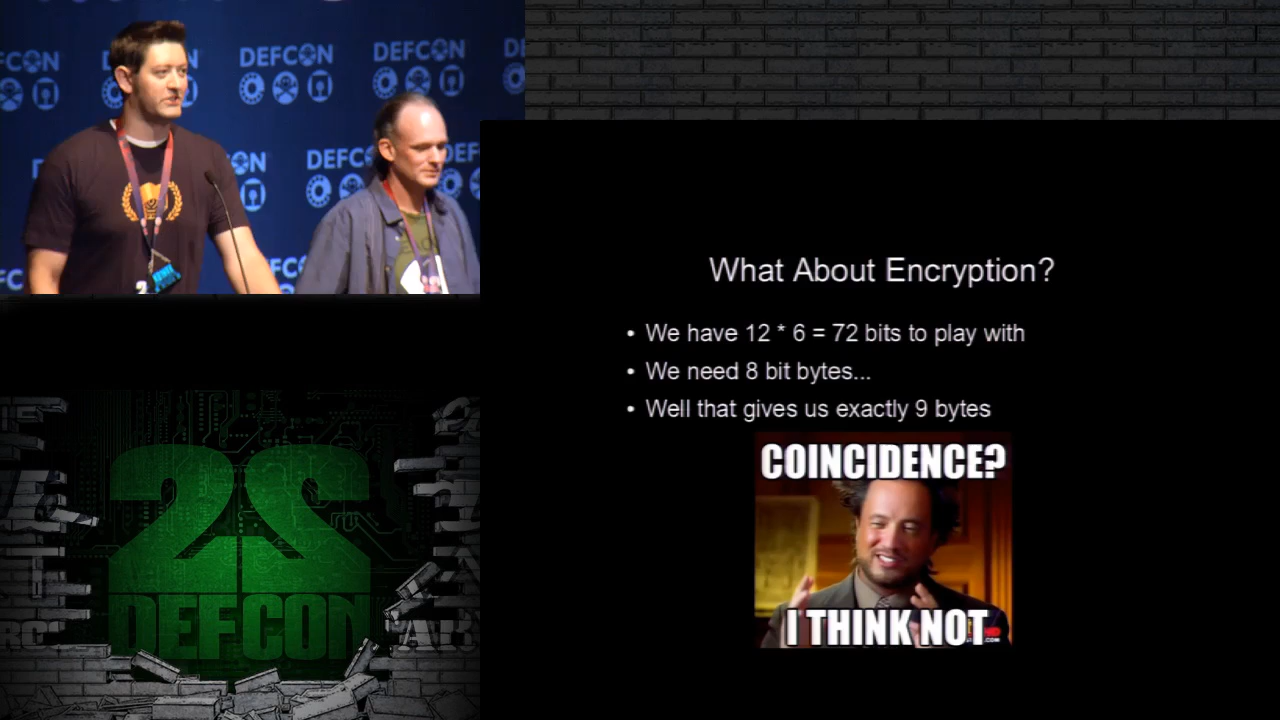 DEFCON
DEFCON
DEFCON
What About Encryption?
• We have 12 * 6 = 72 bits to play with
• We need 8 bit bytes...
• Well that gives us exactly 9 bytes
COINCIDENCE?
I THINK NOT
22
DEFCON